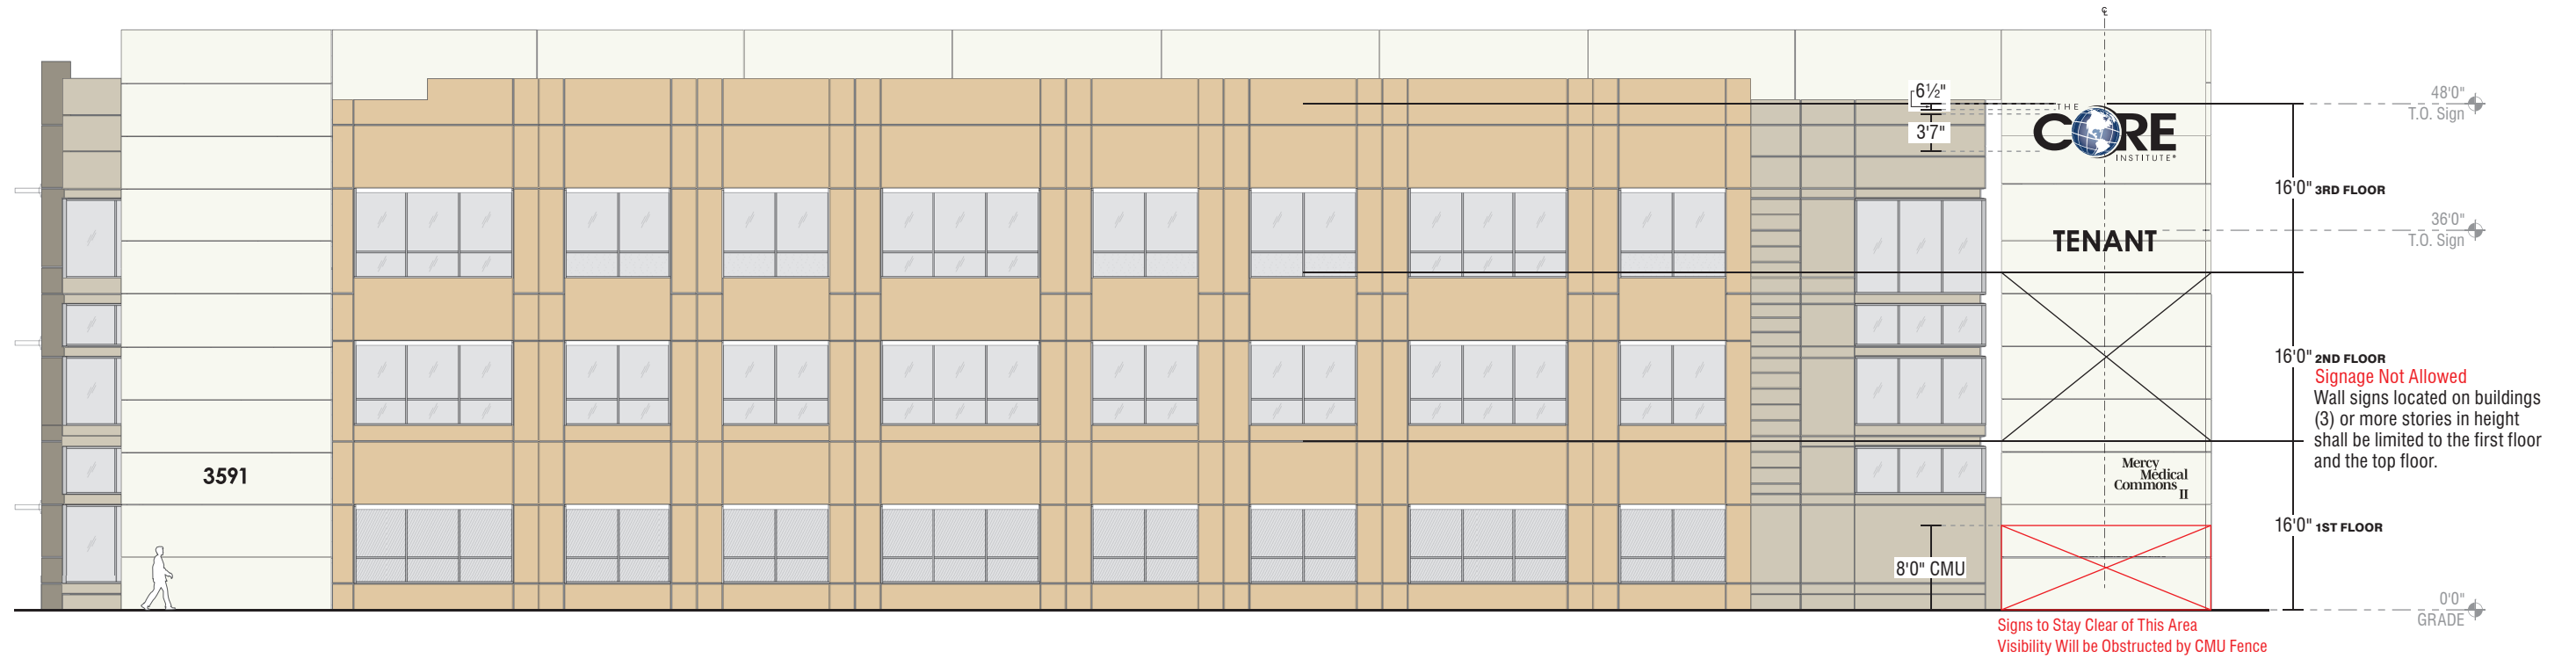 ℄
6½"
3'7"
THE
CORE
INSTITUTE®
48'0"
T.O. Sign
16'0" 3RD FLOOR
36'0"
T.O. Sign
TENANT
16'0" 2ND FLOOR
Signage Not Allowed
Wall signs located on buildings
(3) or more stories in height
shall be limited to the first floor
and the top floor.
3591
Mercy
Medical
Commons
II
16'0" 1ST FLOOR
8'0" CMU
0'0"
GRADE
Signs to Stay Clear of This Area
Visibility Will be Obstructed by CMU Fence